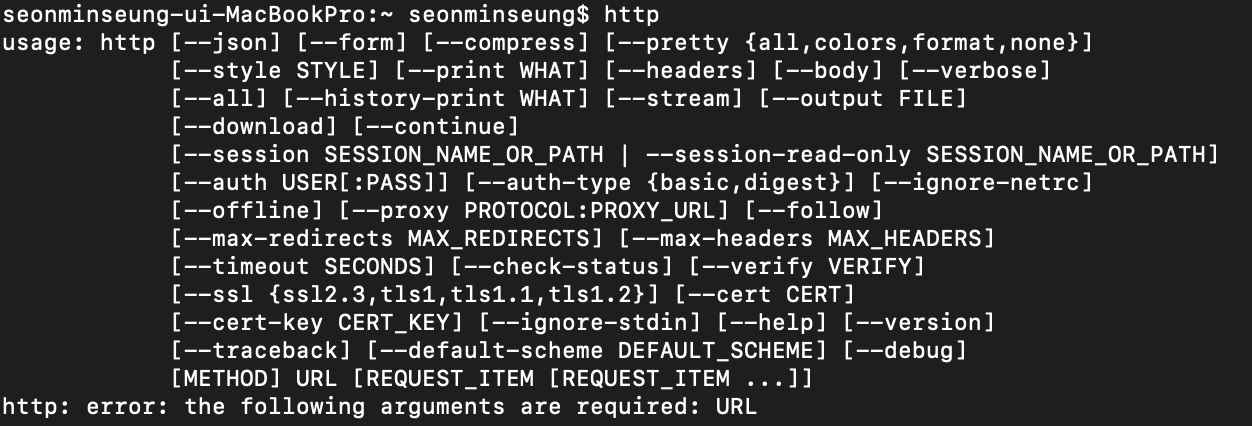 seonminseung-ui-MacBookPro:~ seonminseung$ http
usage: http [--json] [--form] [--compress] [--pretty {all,colors,format,none}]
            [--style STYLE] [--print WHAT] [--headers] [--body] [--verbose]
            [--all] [--history-print WHAT] [--stream] [--output FILE]
            [--download] [--continue]
            [--session SESSION_NAME_OR_PATH | --session-read-only SESSION_NAME_OR_PATH]
            [--auth USER[:PASS]] [--auth-type {basic,digest}] [--ignore-netrc]
            [--offline] [--proxy PROTOCOL:PROXY_URL] [--follow]
            [--max-redirects MAX_REDIRECTS] [--max-headers MAX_HEADERS]
            [--timeout SECONDS] [--check-status] [--verify VERIFY]
            [--ssl {ssl2.3,tls1,tls1.1,tls1.2}] [--cert CERT]
            [--cert-key CERT_KEY] [--ignore-stdin] [--help] [--version]
            [--traceback] [--default-scheme DEFAULT_SCHEME] [--debug]
            [METHOD] URL [REQUEST_ITEM [REQUEST_ITEM ...]]
http: error: the following arguments are required: URL